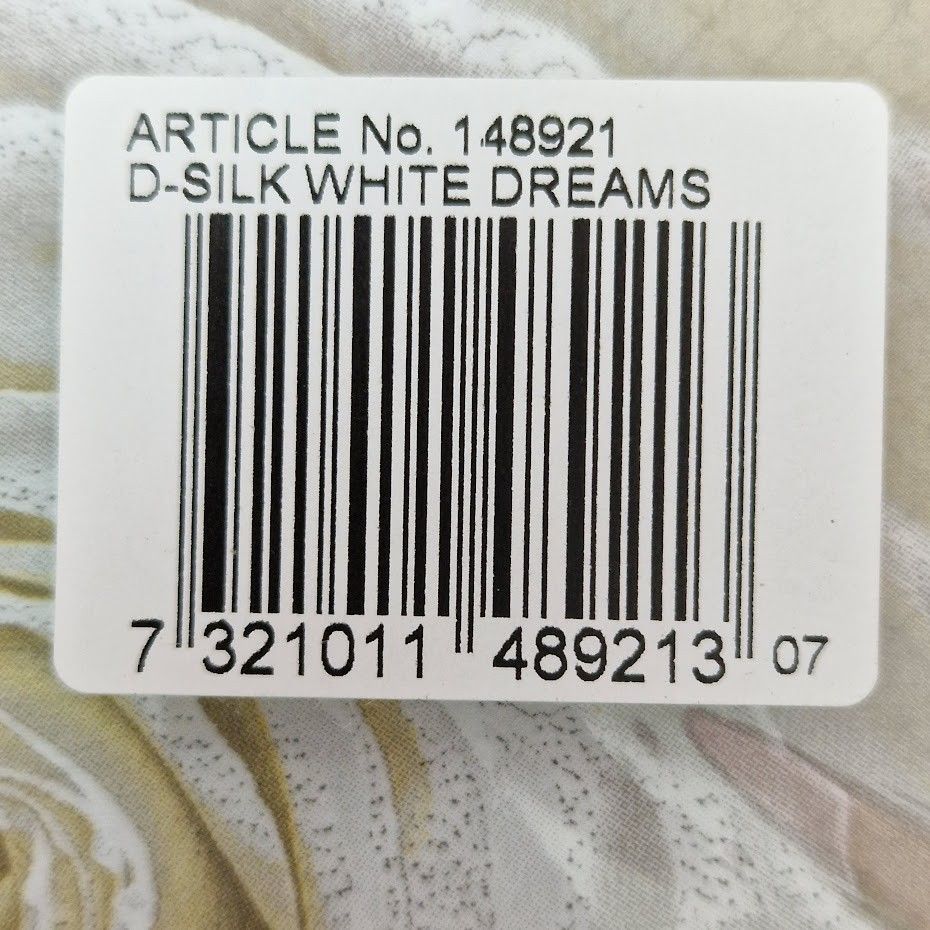 ARTICLE No. 148921
D-SILK WHITE DREAMS
7 321011 489213 07